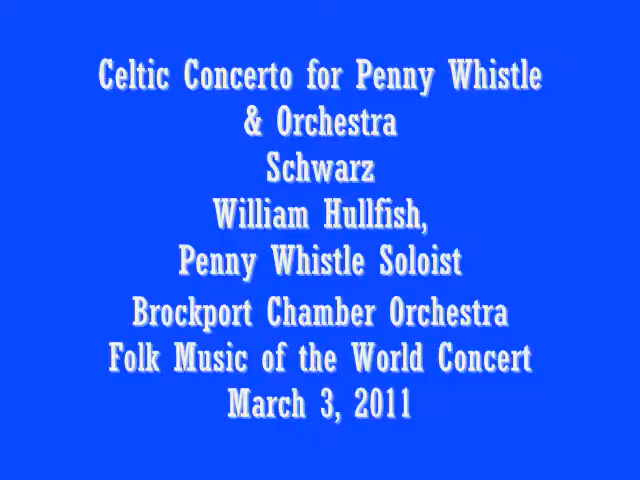 Celtic Concerto for Penny Whistle
& Orchestra
Schwarz
William Hullfish,
Penny Whistle Soloist
Brockport Chamber Orchestra
Folk Music of the World Concert
March 3, 2011